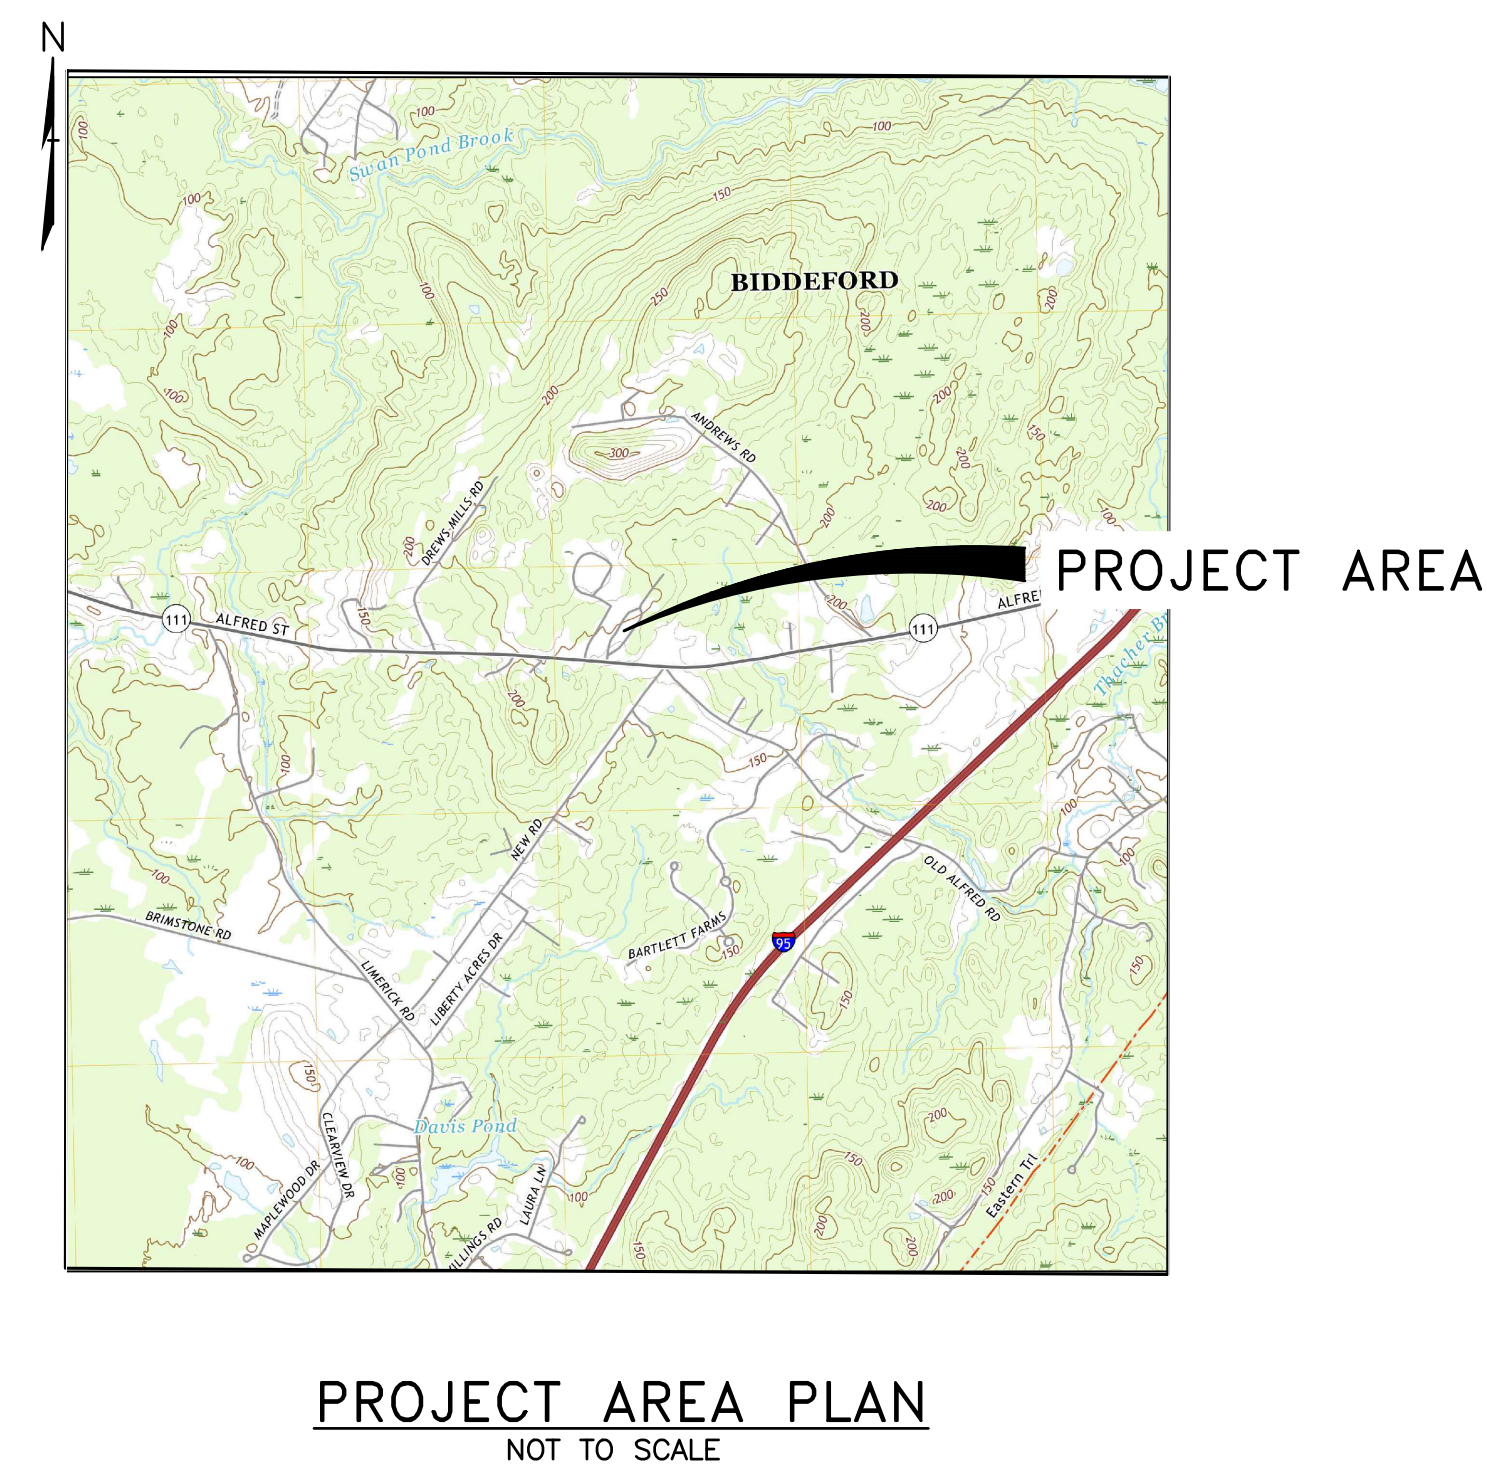 N
100
100
100
Swan Pond Brook
150
100
BIDDEFORD
100
250
200
200
100
100
200
200
ANDREWS RD
150
300
200
DREWS MILLS RD
200
200
100
200
PROJECT AREA
150
200
111
ALFRED ST
111
Thacher
200
100
150
100
NEW RD
100
100
OLD ALFRED RD
BRIMSTONE RD
BARTLETT FARMS
150
95
LIMERICK RD
LIBERTY ACRES DR
150
150
150
200
Davis Pond
CLEARVIEW DR
100
MAPLEWOOD DR
100
LAURA LN
100
150
200
150
Eastern Trl
200
200
150
PROJECT AREA PLAN
NOT TO SCALE